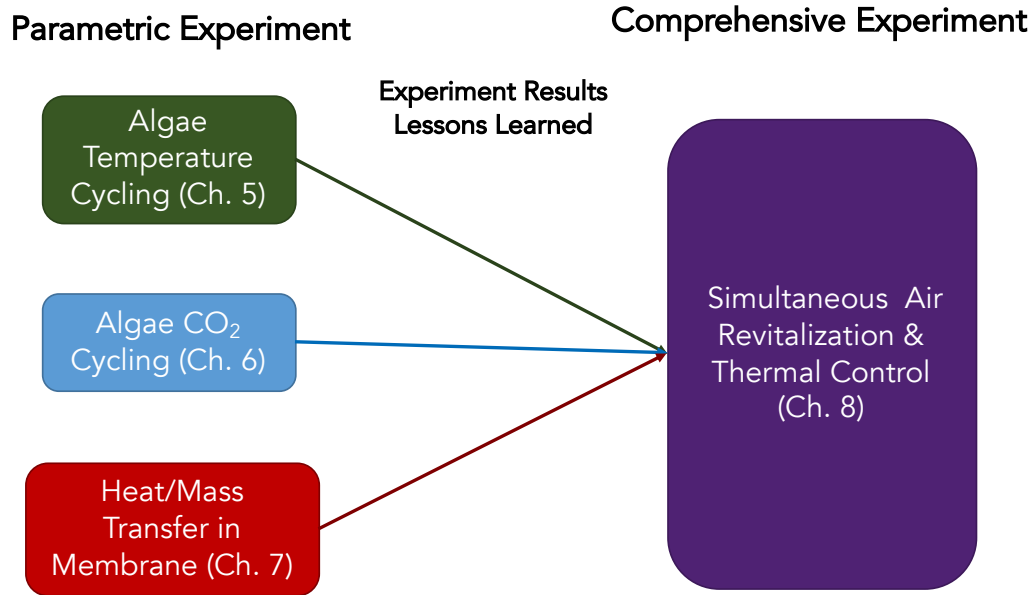 Parametric Experiment
Comprehensive Experiment
Experiment Results
Lessons Learned
Algae
Temperature
Cycling (Ch. 5)
Algae CO₂
Cycling (Ch. 6)
Heat/Mass
Transfer in
Membrane (Ch. 7)
Simultaneous Air
Revitalization &
Thermal Control
(Ch. 8)